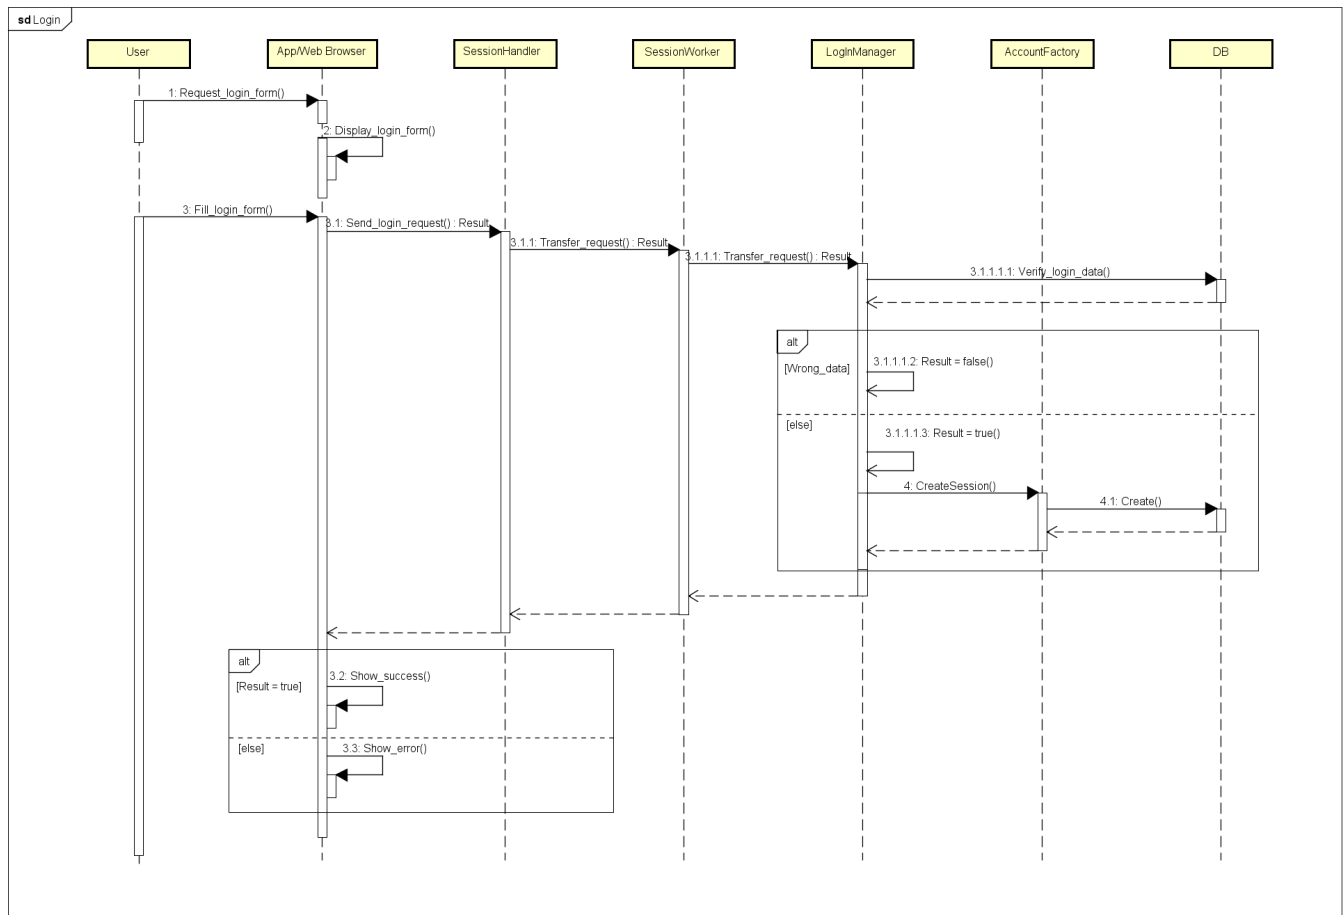 sd Login
User
App/Web Browser
SessionHandler
SessionWorker
LogInManager
AccountFactory
DB
1: Request_login_form()
2: Display_login_form()
3: Fill_login_form()
3.1: Send_login_request() : Result
3.1.1: Transfer_request() : Result
3.1.1.1: Transfer_request() : Result
3.1.1.1.1: Verify_login_data()
alt
[Wrong_data]
3.1.1.1.2: Result = false()
[else]
3.1.1.1.3: Result = true()
4: CreateSession()
4.1: Create()
alt
[Result = true]
3.2: Show_success()
[else]
3.3: Show_error()